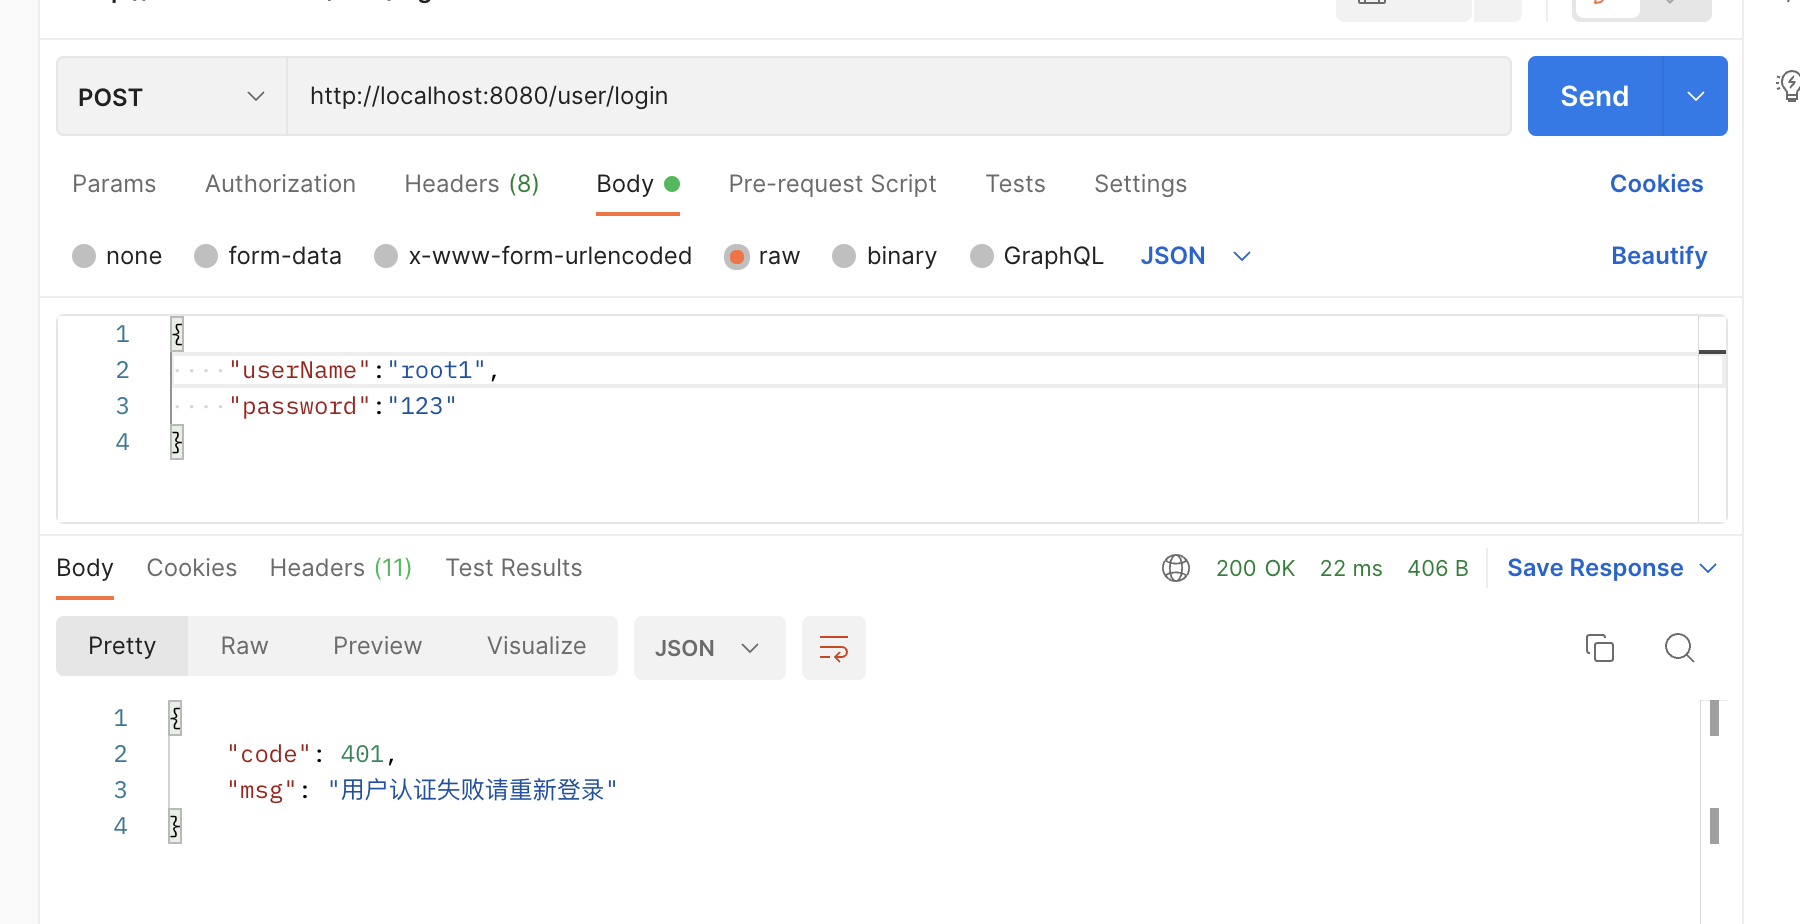 POST
http://localhost:8080/user/login
Send
Params Authorization Headers (8) Body Pre-request Script Tests Settings Cookies
none form-data x-www-form-urlencoded raw binary GraphQL JSON Beautify
1 {
2 "userName":"root1",
3 "password":"123"
4 }
Body Cookies Headers (11) Test Results 200 OK 22 ms 406 B Save Response
Pretty Raw Preview Visualize JSON
1 {
2 "code": 401,
3 "msg": "用户认证失败请重新登录"
4 }